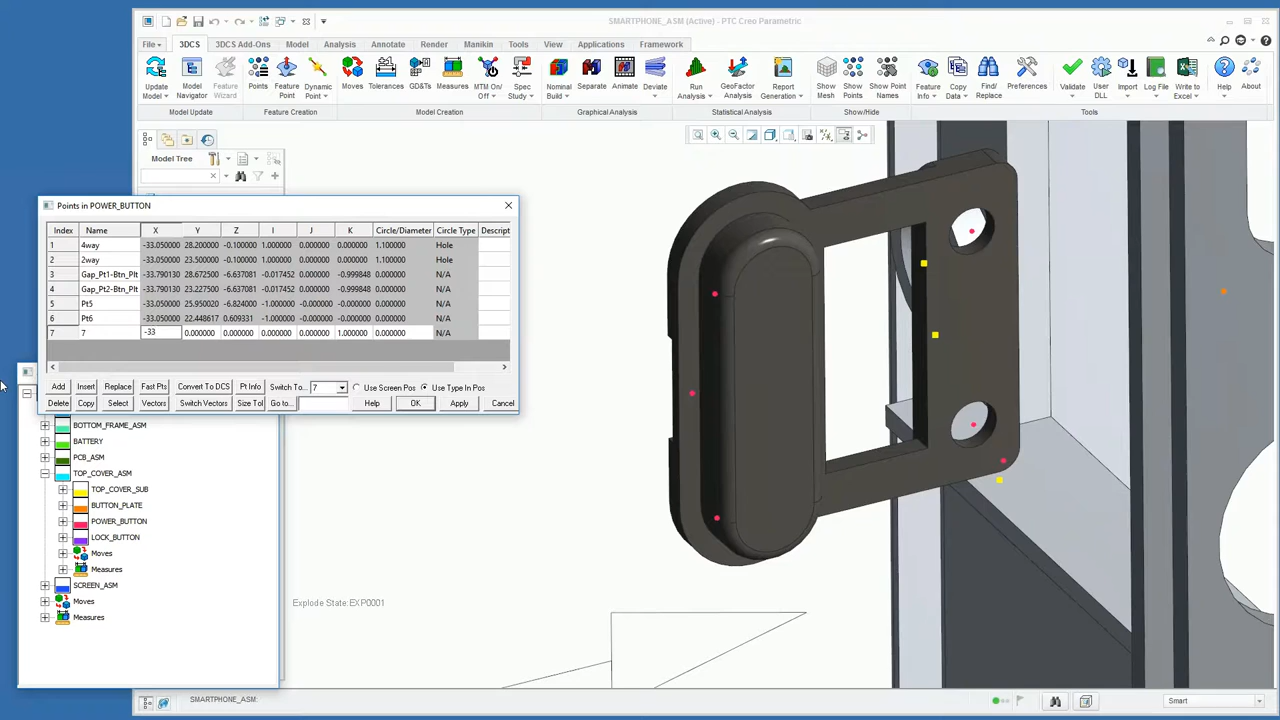 SMARTPHONE_ASM (Active) - PTC Creo Parametric
File 3DCS 3DCS Add-Ons Model Analysis Annotate Render Manikin Tools View Applications Framework
Update Model Model Navigator Feature Wizard Points Feature Point Dynamic Point Moves Tolerances GD&Ts Measures MTM On/ Off Spec Study Nominal Build Separate Animate Deviate Run Analysis GeoFactor Analysis Report Generation Show Mesh Show Points Show Point Names Feature Info Copy Data Find/ Replace Preferences Validate User DLL Import Log File Write to Excel Help About
Model Update Feature Creation Model Creation Graphical Analysis Statistical Analysis Show/Hide Tools
Model Tree
Points in POWER_BUTTON
Index Name X Y Z I J K Circle/Diameter Circle Type Descript
1 4way -33.050000 28.200000 -0.100000 1.000000 0.000000 0.000000 1.100000 Hole
2 2way -33.050000 23.500000 -0.100000 1.000000 0.000000 0.000000 1.100000 Hole
3 Gap_Pt1-Btn_Plt -33.790130 28.672500 -6.637081 -0.017452 0.000000 -0.999848 0.000000 N/A
4 Gap_Pt2-Btn_Plt -33.790130 23.227500 -6.637081 -0.017452 0.000000 -0.999848 0.000000 N/A
5 Pt5 -33.050000 25.950020 -6.824000 -1.000000 -0.000000 -0.000000 0.000000 N/A
6 Pt6 -33.050000 22.448617 0.609331 -1.000000 -0.000000 -0.000000 0.000000 N/A
7 7 -33 0.000000 0.000000 0.000000 0.000000 1.000000 0.000000 N/A
Add Insert Replace Fast Pts Convert To DCS Pt Info Switch To... 7 Use Screen Pos Use Type In Pos
Delete Copy Select Vectors Switch Vectors Size Tol Go to... Help OK Apply Cancel
BOTTOM_FRAME_ASM
BATTERY
PCB_ASM
TOP_COVER_ASM
TOP_COVER_SUB
BUTTON_PLATE
POWER_BUTTON
LOCK_BUTTON
Moves
Measures
SCREEN_ASM
Moves
Measures
Explode State: EXP0001
SMARTPHONE_ASM:
Smart